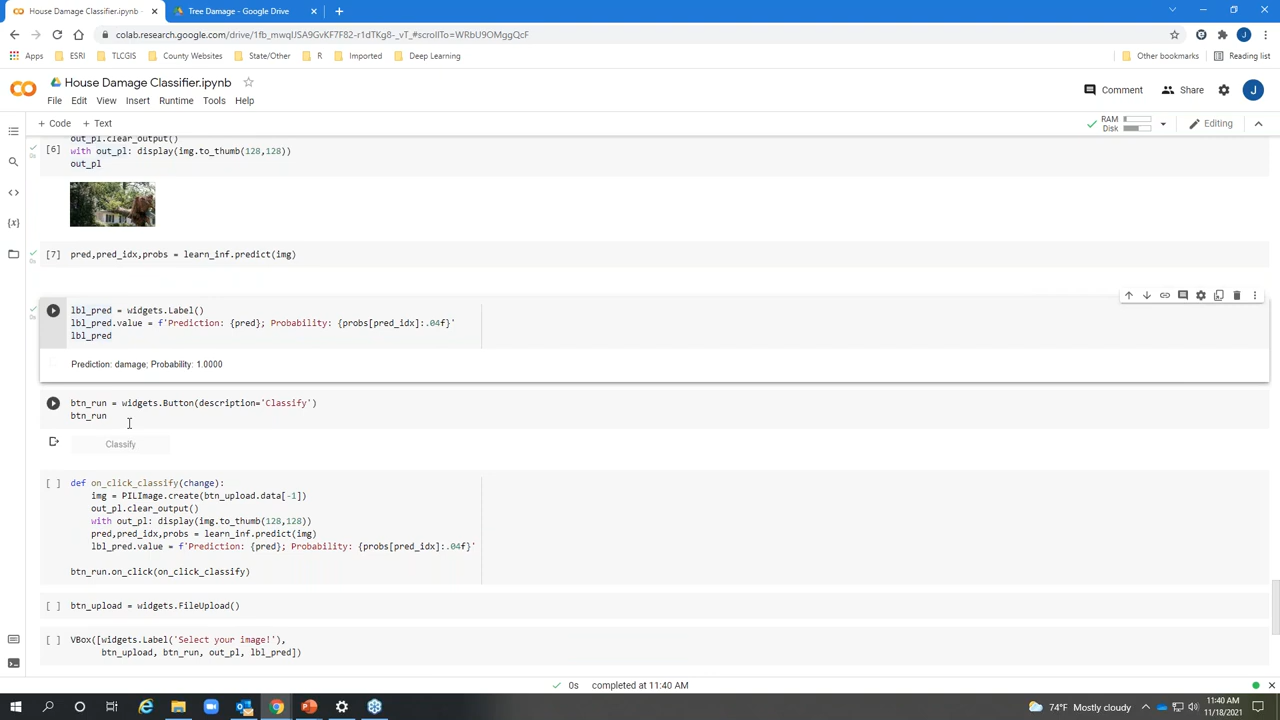 House Damage Classifier.ipynb
Tree Damage - Google Drive
colab.research.google.com/drive/1fb_mwqIJSA9GvKF7F82-r1dTKg8-_vT_#scrollTo=WRbU9OMggQcF
Apps ESRI TLCGIS County Websites State/Other R Imported Deep Learning Other bookmarks Reading list
House Damage Classifier.ipynb
Comment Share J
File Edit View Insert Runtime Tools Help
+ Code + Text
RAM
Disk
Editing
out_pl.clear_output()
[6] with out_pl: display(img.to_thumb(128,128))
out_pl
[7] pred,pred_idx,probs = learn_inf.predict(img)
lbl_pred = widgets.Label()
lbl_pred.value = f'Prediction: {pred}; Probability: {probs[pred_idx]:.04f}'
lbl_pred
Prediction: damage; Probability: 1.0000
btn_run = widgets.Button(description='Classify')
btn_run
Classify
[ ] def on_click_classify(change):
img = PILImage.create(btn_upload.data[-1])
out_pl.clear_output()
with out_pl: display(img.to_thumb(128,128))
pred,pred_idx,probs = learn_inf.predict(img)
lbl_pred.value = f'Prediction: {pred}; Probability: {probs[pred_idx]:.04f}'
btn_run.on_click(on_click_classify)
[ ] btn_upload = widgets.FileUpload()
[ ] VBox([widgets.Label('Select your image!'),
btn_upload, btn_run, out_pl, lbl_pred])
0s completed at 11:40 AM
74°F Mostly cloudy
11:40 AM
11/18/2021